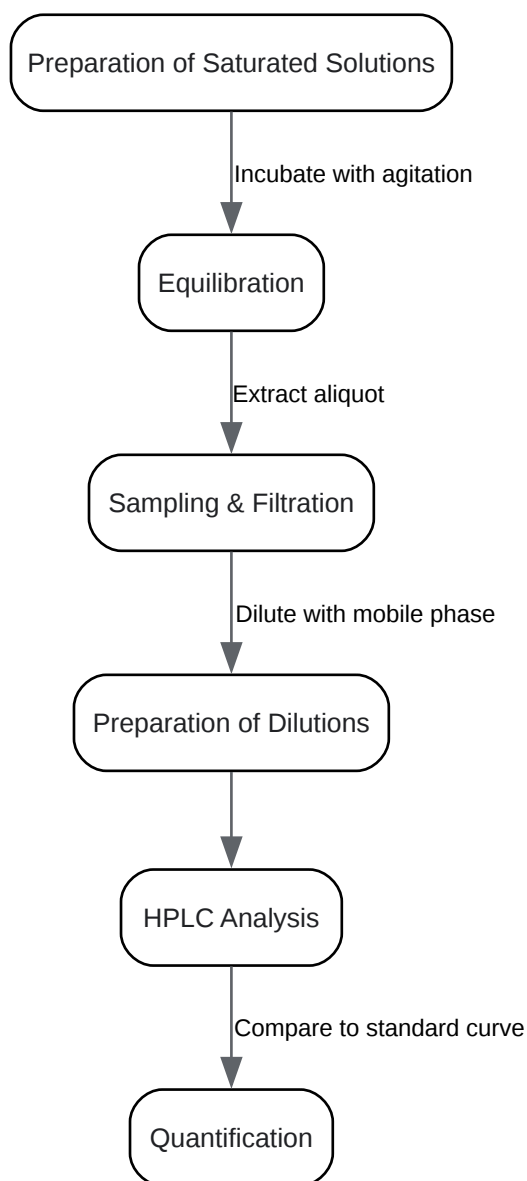 Preparation of Saturated Solutions
Incubate with agitation
Equilibration
Extract aliquot
Sampling & Filtration
Dilute with mobile phase
Preparation of Dilutions
HPLC Analysis
Compare to standard curve
Quantification